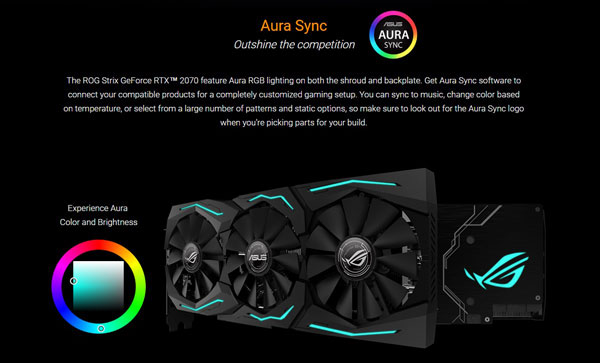 Aura Sync
Outshine the competition
ASUS
AURA
SYNC
The ROG Strix GeForce RTX™ 2070 feature Aura RGB lighting on both the shroud and backplate. Get Aura Sync software to
connect your compatible products for a completely customized gaming setup. You can sync to music, change color based
on temperature, or select from a large number of patterns and static options, so make sure to look out for the Aura Sync logo
when you're picking parts for your build.
Experience Aura
Color and Brightness
ASUS